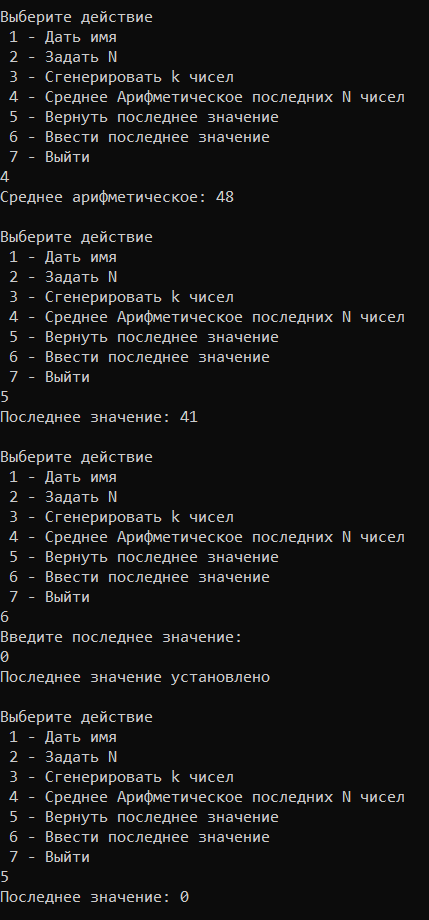 Выберите действие
1 - Дать имя
2 - Задать N
3 - Сгенерировать k чисел
4 - Среднее Арифметическое последних N чисел
5 - Вернуть последнее значение
6 - Ввести последнее значение
7 - Выйти
4
Среднее арифметическое: 48
Выберите действие
1 - Дать имя
2 - Задать N
3 - Сгенерировать k чисел
4 - Среднее Арифметическое последних N чисел
5 - Вернуть последнее значение
6 - Ввести последнее значение
7 - Выйти
5
Последнее значение: 41
Выберите действие
1 - Дать имя
2 - Задать N
3 - Сгенерировать k чисел
4 - Среднее Арифметическое последних N чисел
5 - Вернуть последнее значение
6 - Ввести последнее значение
7 - Выйти
6
Введите последнее значение:
0
Последнее значение установлено
Выберите действие
1 - Дать имя
2 - Задать N
3 - Сгенерировать k чисел
4 - Среднее Арифметическое последних N чисел
5 - Вернуть последнее значение
6 - Ввести последнее значение
7 - Выйти
5
Последнее значение: 0